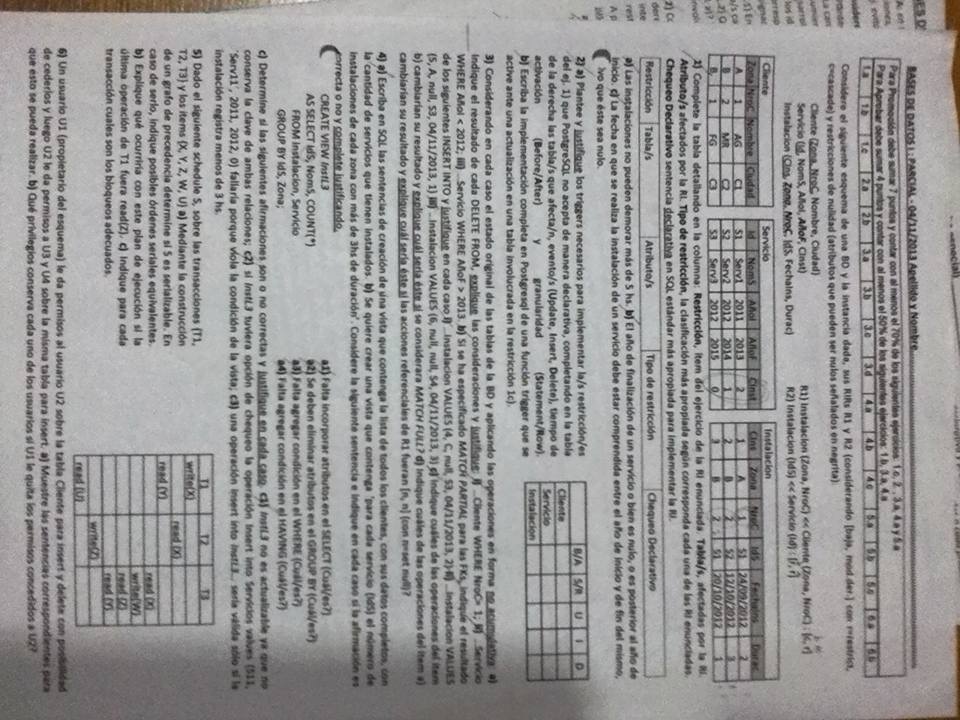 BASES DE DATOS I : PARCIAL - 04/11/2013 Apellido y Nombre
Para Promoción debe sumar 7 puntos y contar con al menos el 70% de los siguientes ejercicios: 1.c, 2. , 3.a, 4.a y 5.a
Para Aprobar debe sumar 4 puntos y contar con al menos el 50% de los siguientes ejercicios: 1.b, 3.a, 4.a
1.a 1.b 1.c 2.a 2.b 3.a 3.b 3.c 3.d 4.a 4.b 4.c 5.a 5.b 5.c 6.a 6.b
Considere el siguiente esquema de una BD y la instancia dada, sus RIRs R1 y R2 (considerando [baja, mod.der.] con r=restrict,
c=cascade) y restricciones de nulidad (atributos que pueden ser nulos señalados en negrita)
Cliente (Zona, NroC, Nombre, Ciudad)
Servicio (Id, NomS, AñoI, AñoF, CInst)
Instalacion (CIns, Zona, NroC, IdS, FechaIns, Durac)
R1) Instalacion (Zona, NroC) << Cliente (Zona, NroC) : [c, r]
R2) Instalacion (IdS) << Servicio (Id) : [r, r]
Cliente
Zona NroC Nombre Ciudad
A 1 AG C1
B 2 MR C2
B 1 FG C3
Servicio
Id NomS AñoI AñoF CInst
S1 Serv1 2011 2013 2
S2 Serv2 2012 2014 1
S3 Serv3 2012 2015 0
Instalacion
CIns Zona NroC IdS FechaIns Durac
1 A 1 S1 24/09/2012 2
2 B 2 S2 12/10/2012 3
3 B 2 S1 20/10/2012 1
1) Complete la tabla detallando en la columna: Restricción, item del ejercicio de la RI enunciada. Tabla/s, afectadas por la RI.
Atributo/s afectados por la RI. Tipo de restricción, la clasificación más apropiada según corresponda cada una de las RI enunciadas.
Chequeo Declarativo sentencia declarativa en SQL estándar más apropiada para implementar la RI.
Restricción Tabla/s Atributo/s Tipo de restricción Chequeo Declarativo
a) Las instalaciones no pueden demorar más de 5 hs. b) El año de finalización de un servicio o bien es nulo, o es posterior al año de
inicio. c) La fecha en que se realiza la instalación de un servicio debe estar comprendida entre el año de inicio y de fin del mismo,
lvo que éste sea nulo.
2) a) Plantee y justifique los triggers necesarios para implementar la/s restricción/es
del ej. 1) que PostgreSQL no acepta de manera declarativa, completando en la tabla
de la derecha las tabla/s que afecta/n, evento/s (Update, Insert, Delete), tiempo de
activación (Before/After) y granularidad (Statement/Row).
b) Escriba la implementación completa en Postgresql de una función trigger que se
active ante una actualización en una tabla involucrada en la restricción 1c).
B/A S/R U I D
Cliente
Servicio
Instalacion
3) Considerando en cada caso el estado original de las tablas de la BD y aplicando las operaciones en forma no acumulativa: a)
Indique el resultado de cada DELETE FROM, explique las consideraciones y justifique: i) ...Cliente WHERE NroC= 1; ii) ...Servicio
WHERE AñoI < 2012; iii) ...Servicio WHERE AñoF > 2013. b) Si se ha especificado MATCH PARTIAL para las FKs, indique el resultado
de los siguientes INSERT INTO y justifique en cada caso i) ...Instalacion VALUES (4, C, null, S3, 04/11/2013, 2) ii) ...Instalacion VALUES
(5, A, null, S3, 04/11/2013, 1) iii) ...Instalacion VALUES (6, null, null, S4, 04/11/2013, 3) c) Indique cuáles de las operaciones del item
b) cambiarían su resultado y explique cuál sería éste si se considerara MATCH FULL? d) Indique cuáles de las operaciones del item a)
cambiarían su resultado y explique cuál sería éste si las acciones referenciales de R1 fueran [n, n] (con n=set null)?
4) a) Escriba en SQL las sentencias de creación de una vista que contenga la lista de todos los clientes, con sus datos completos, con
la cantidad de servicios que tienen instalados. b) Se quiere crear una vista que contenga 'para cada servicio (IdS) el número de
instalaciones de cada zona con más de 3hs de duración'. Considere la siguiente sentencia e indique en cada caso si la afirmación es
correcta o no y complete justificando.
CREATE VIEW InstL3
AS SELECT IdS, NomS, COUNT(*)
FROM Instalacion, Servicio
GROUP BY IdS, Zona;
a1) Falta incorporar atributos en el SELECT (Cuál/es?)
a2) Se deben eliminar atributos en el GROUP BY (Cuál/es?)
a3) Falta agregar condición en el WHERE (Cuál/es?)
a4) Falta agregar condición en el HAVING (Cuál/es?)
c) Determine si las siguientes afirmaciones son o no correctas y justifique en cada caso. c1) InstL3 no es actualizable ya que no
conserva la clave de ambas relaciones; c2) si InstL3 tuviera opción de chequeo la operación Insert into Servicios values (S11,
'Serv11', 2011, 2012, 0) fallaría porque viola la condición de la vista; c3) una operación insert into InstL3... sería válida sólo si la
instalación registra menos de 3 hs.
5) Dado el siguiente schedule S, sobre las transacciones {T1,
T2, T3} y los items {X, Y, Z, W, U} a) Mediante la construcción
de un grafo de precedencia determine si S es serializable. En
caso de serlo, indique posibles órdenes seriales equivalentes.
b) Explique qué ocurriría con este plan de ejecución si la
última operación de T1 fuera read(Z). c) Indique para cada
transacción cuales son los bloqueos adecuados.
T1 T2 T3
write(X)
read (X)
read (Y)
read (X)
write(W)
read (Z)
read (Y)
write(Z)
read (U)
6) Un usuario U1 (propietario del esquema) le da permisos al usuario U2 sobre la tabla Cliente para insert y delete con posibilidad
de cederlos y luego U2 le da permisos a U3 y U4 sobre la misma tabla para insert. a) Muestre las sentencias correspondientes para
que esto se pueda realizar. b) Qué privilegios conserva cada uno de los usuarios si U1 le quita los permisos concedidos a U2?